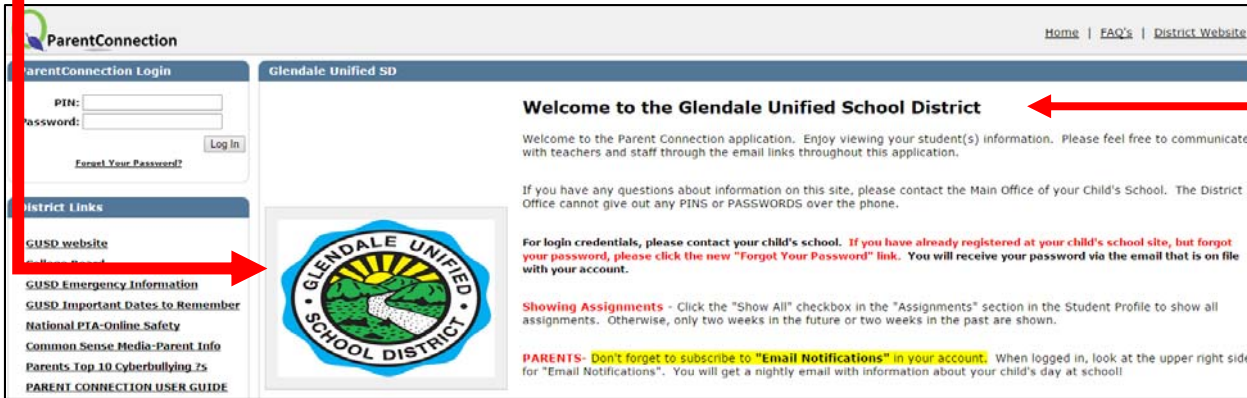 ParentConnection
Home | FAQ's | District Website
ParentConnection Login
PIN:
Password:
Log In
Forget Your Password?
District Links
GUSD website
GUSD Emergency Information
GUSD Important Dates to Remember
National PTA-Online Safety
Common Sense Media-Parent Info
Parents Top 10 Cyberbullying ?s
PARENT CONNECTION USER GUIDE
Glendale Unified SD
GLENDALE UNIFIED
SCHOOL DISTRICT
Welcome to the Glendale Unified School District
Welcome to the Parent Connection application. Enjoy viewing your student(s) information. Please feel free to communicate
with teachers and staff through the email links throughout this application.
If you have any questions about information on this site, please contact the Main Office of your Child's School. The District
Office cannot give out any PINS or PASSWORDS over the phone.
For login credentials, please contact your child's school. If you have already registered at your child's school site, but forgot
your password, please click the new "Forgot Your Password" link. You will receive your password via the email that is on file
with your account.
Showing Assignments - Click the "Show All" checkbox in the "Assignments" section in the Student Profile to show all
assignments. Otherwise, only two weeks in the future or two weeks in the past are shown.
PARENTS- Don't forget to subscribe to "Email Notifications" in your account. When logged in, look at the upper right side
for "Email Notifications". You will get a nightly email with information about your child's day at school!